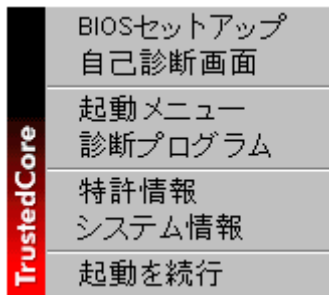 BIOSセットアップ
自己診断画面
起動メニュー
診断プログラム
特許情報
システム情報
起動を続行
TrustedCore